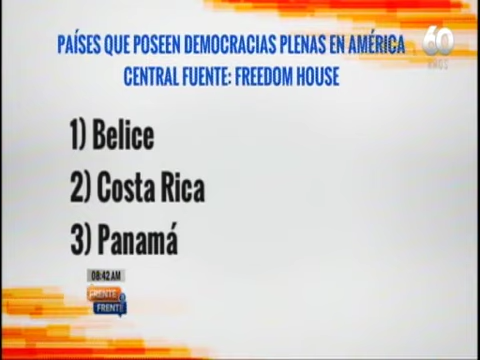 PAÍSES QUE POSEEN DEMOCRACIAS PLENAS EN AMÉRICA
CENTRAL FUENTE: FREEDOM HOUSE
60
AÑOS
1) Belice
2) Costa Rica
3) Panamá
08:42 AM
FRENTE
a
FRENTE